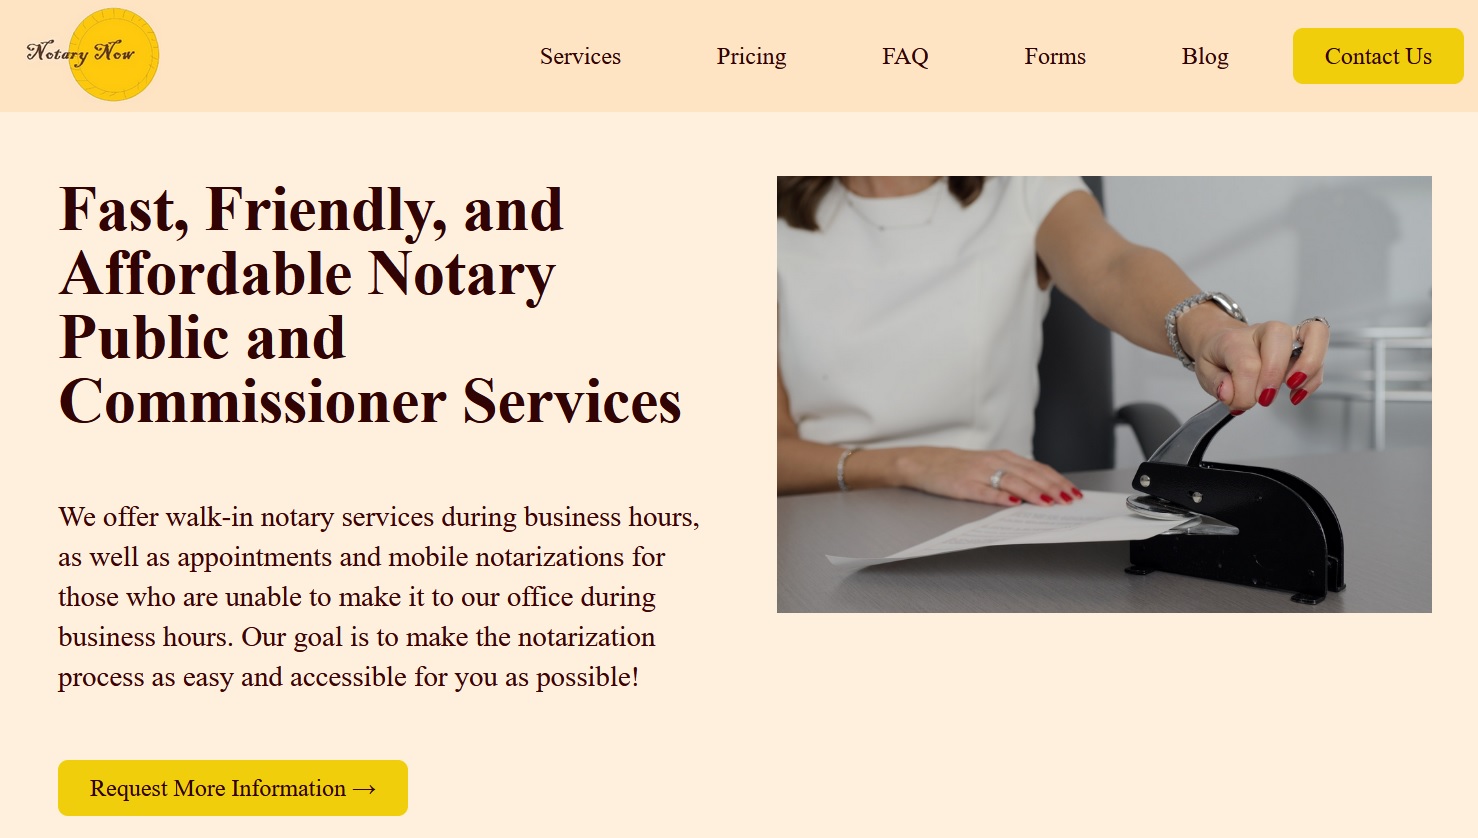 Notary Now
Services
Pricing
FAQ
Forms
Blog
Contact Us
Fast, Friendly, and
Affordable Notary
Public and
Commissioner Services
We offer walk-in notary services during business hours,
as well as appointments and mobile notarizations for
those who are unable to make it to our office during
business hours. Our goal is to make the notarization
process as easy and accessible for you as possible!
Request More Information →